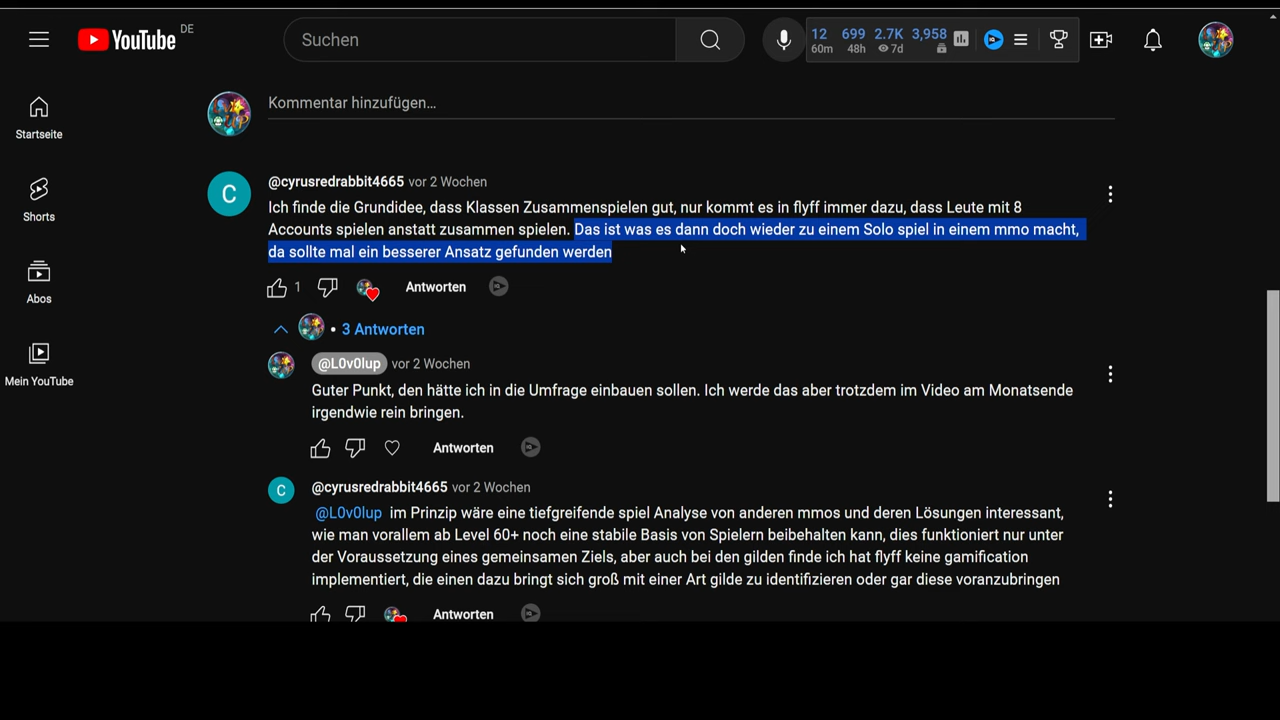 YouTube DE
Suchen
12 699 2.7K 3,958
60m 48h 7d
Startseite
Shorts
Abos
Mein YouTube
Kommentar hinzufügen…
C
@cyrusredrabbit4665 vor 2 Wochen
Ich finde die Grundidee, dass Klassen Zusammenspielen gut, nur kommt es in flyff immer dazu, dass Leute mit 8
Accounts spielen anstatt zusammen spielen. Das ist was es dann doch wieder zu einem Solo spiel in einem mmo macht,
da sollte mal ein besserer Ansatz gefunden werden
1 Antworten
• 3 Antworten
@L0v0lup vor 2 Wochen
Guter Punkt, den hätte ich in die Umfrage einbauen sollen. Ich werde das aber trotzdem im Video am Monatsende
irgendwie rein bringen.
Antworten
C
@cyrusredrabbit4665 vor 2 Wochen
@L0v0lup im Prinzip wäre eine tiefgreifende spiel Analyse von anderen mmos und deren Lösungen interessant,
wie man vorallem ab Level 60+ noch eine stabile Basis von Spielern beibehalten kann, dies funktioniert nur unter
der Voraussetzung eines gemeinsamen Ziels, aber auch bei den gilden finde ich hat flyff keine gamification
implementiert, die einen dazu bringt sich groß mit einer Art gilde zu identifizieren oder gar diese voranzubringen
Antworten